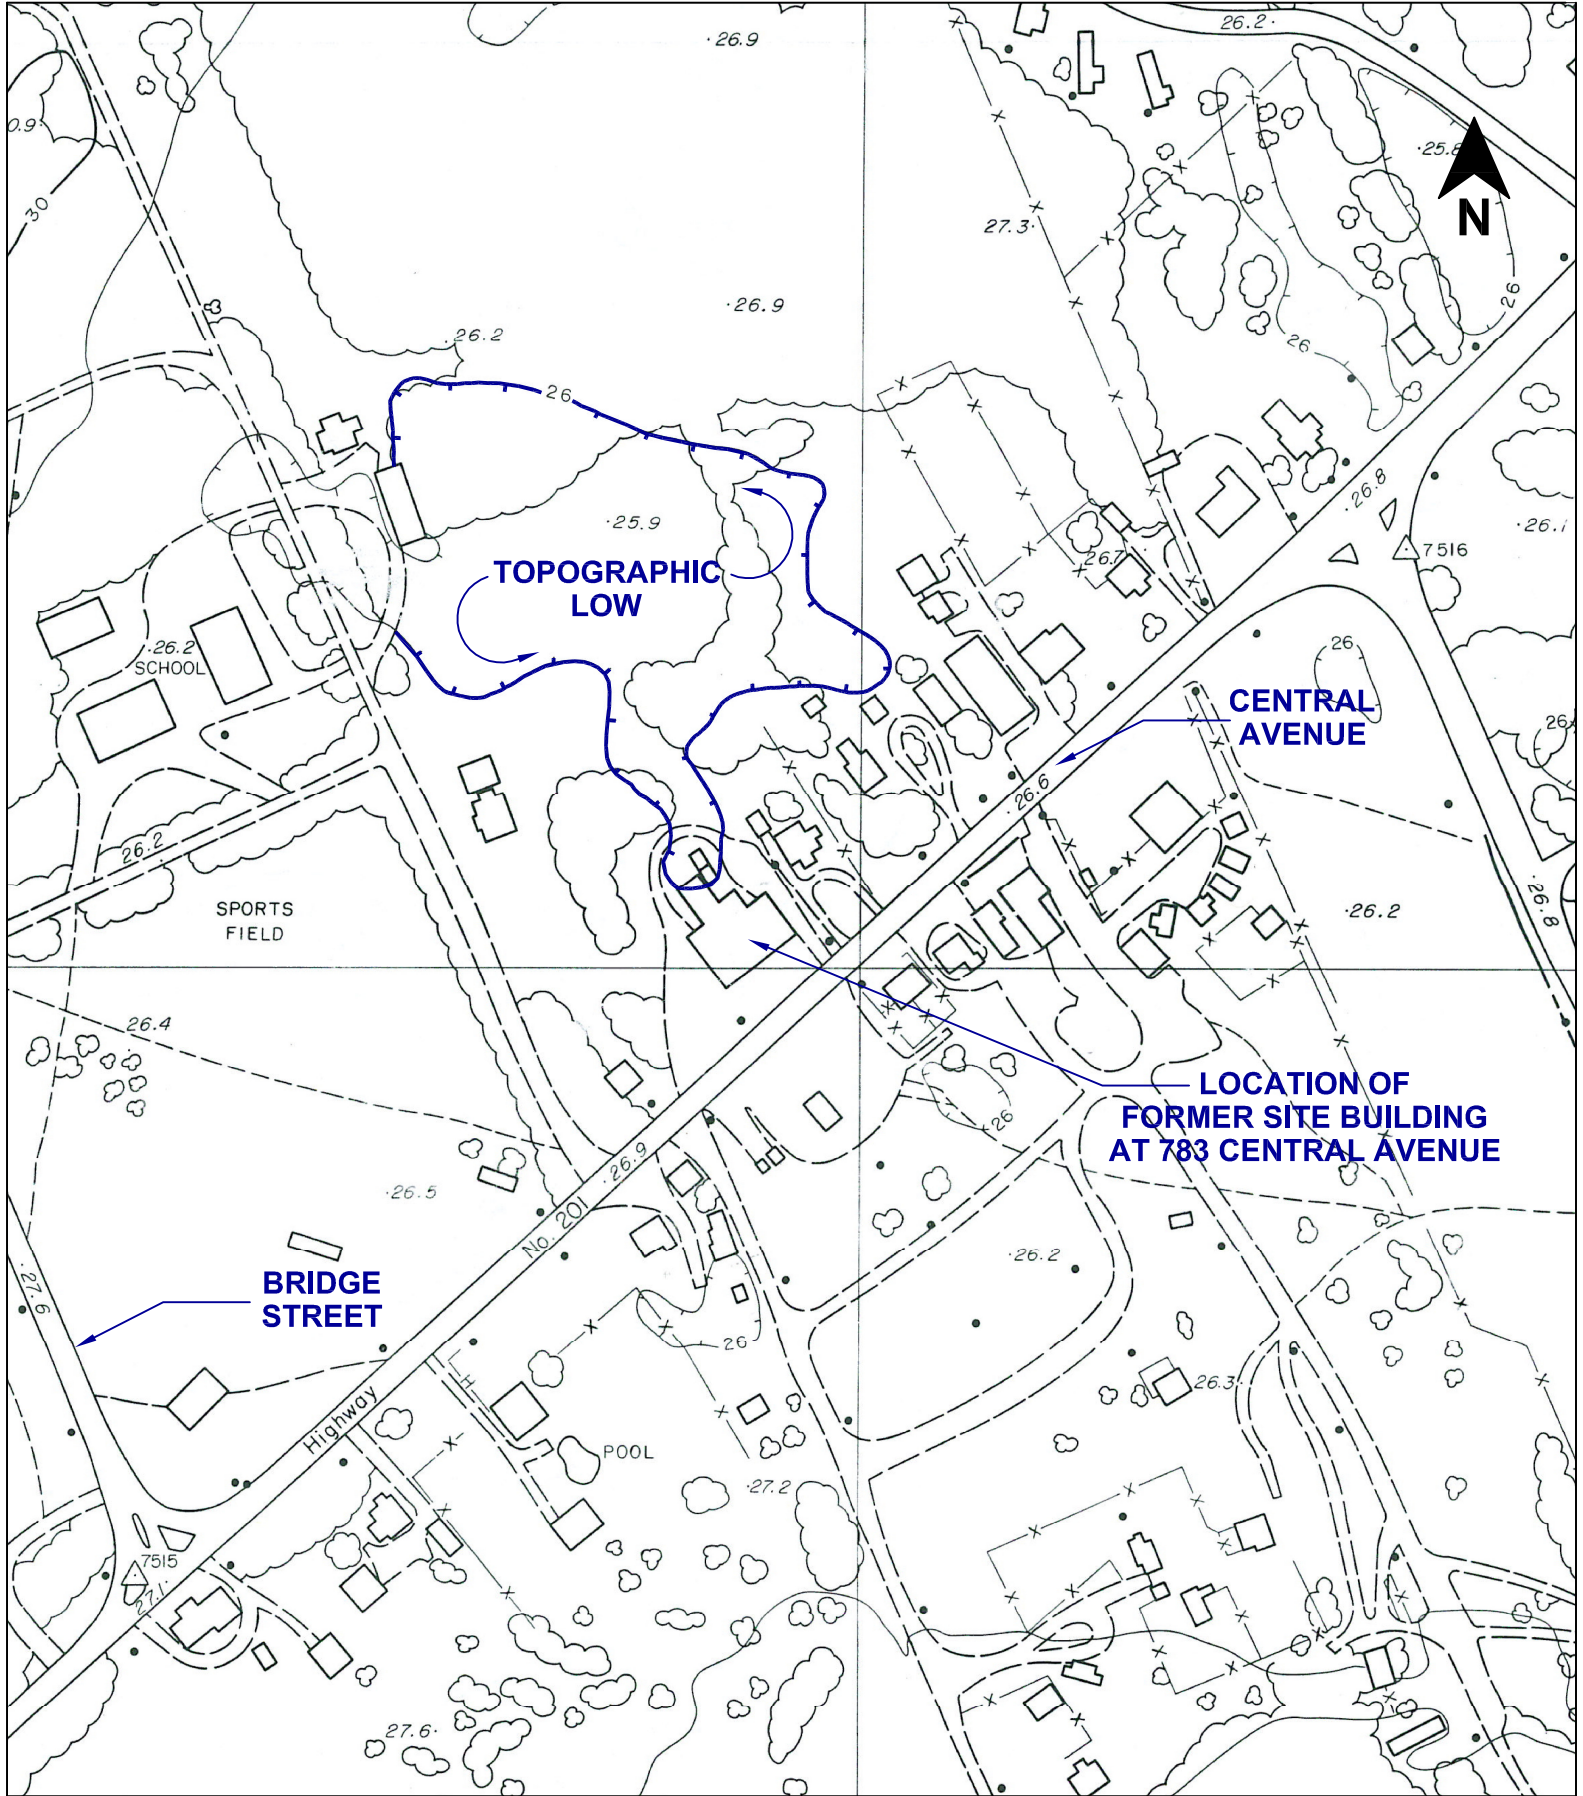 26.2
26.9
0.9
25.8
30
N
27.3
26.9
26
26.2
26
26
26.8
25.9
26.1
7516
TOPOGRAPHIC
LOW
26.7
26.2
SCHOOL
26
CENTRAL
AVENUE
26
26.6
26.2
26.8
SPORTS
FIELD
26.2
26.4
LOCATION OF
FORMER SITE BUILDING
AT 783 CENTRAL AVENUE
26
26.9
26.5
No. 201
26.2
27.6
BRIDGE
STREET
26
26.3
Highway
POOL
27.2
7515
27.1
27.6